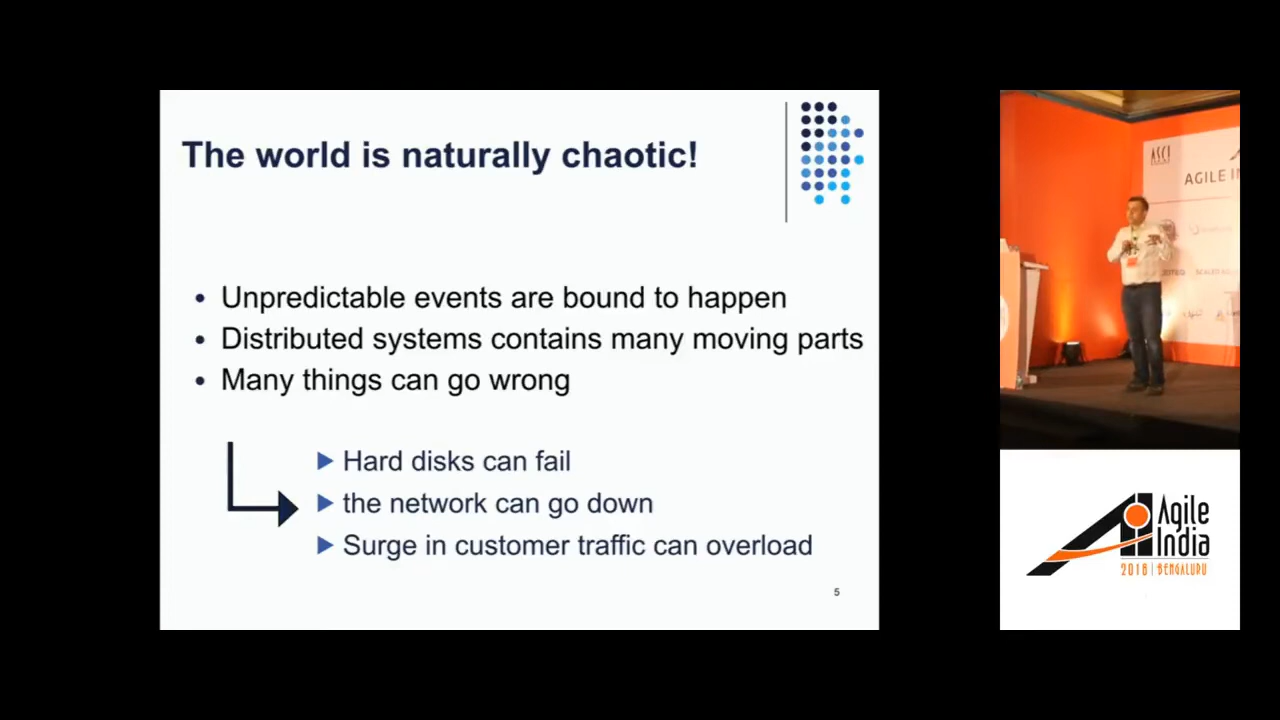 The world is naturally chaotic!
Unpredictable events are bound to happen
Distributed systems contains many moving parts
Many things can go wrong
Hard disks can fail
the network can go down
Surge in customer traffic can overload
5
ASCI
AGILE IN
Agile
India
2018 | BENGALURU